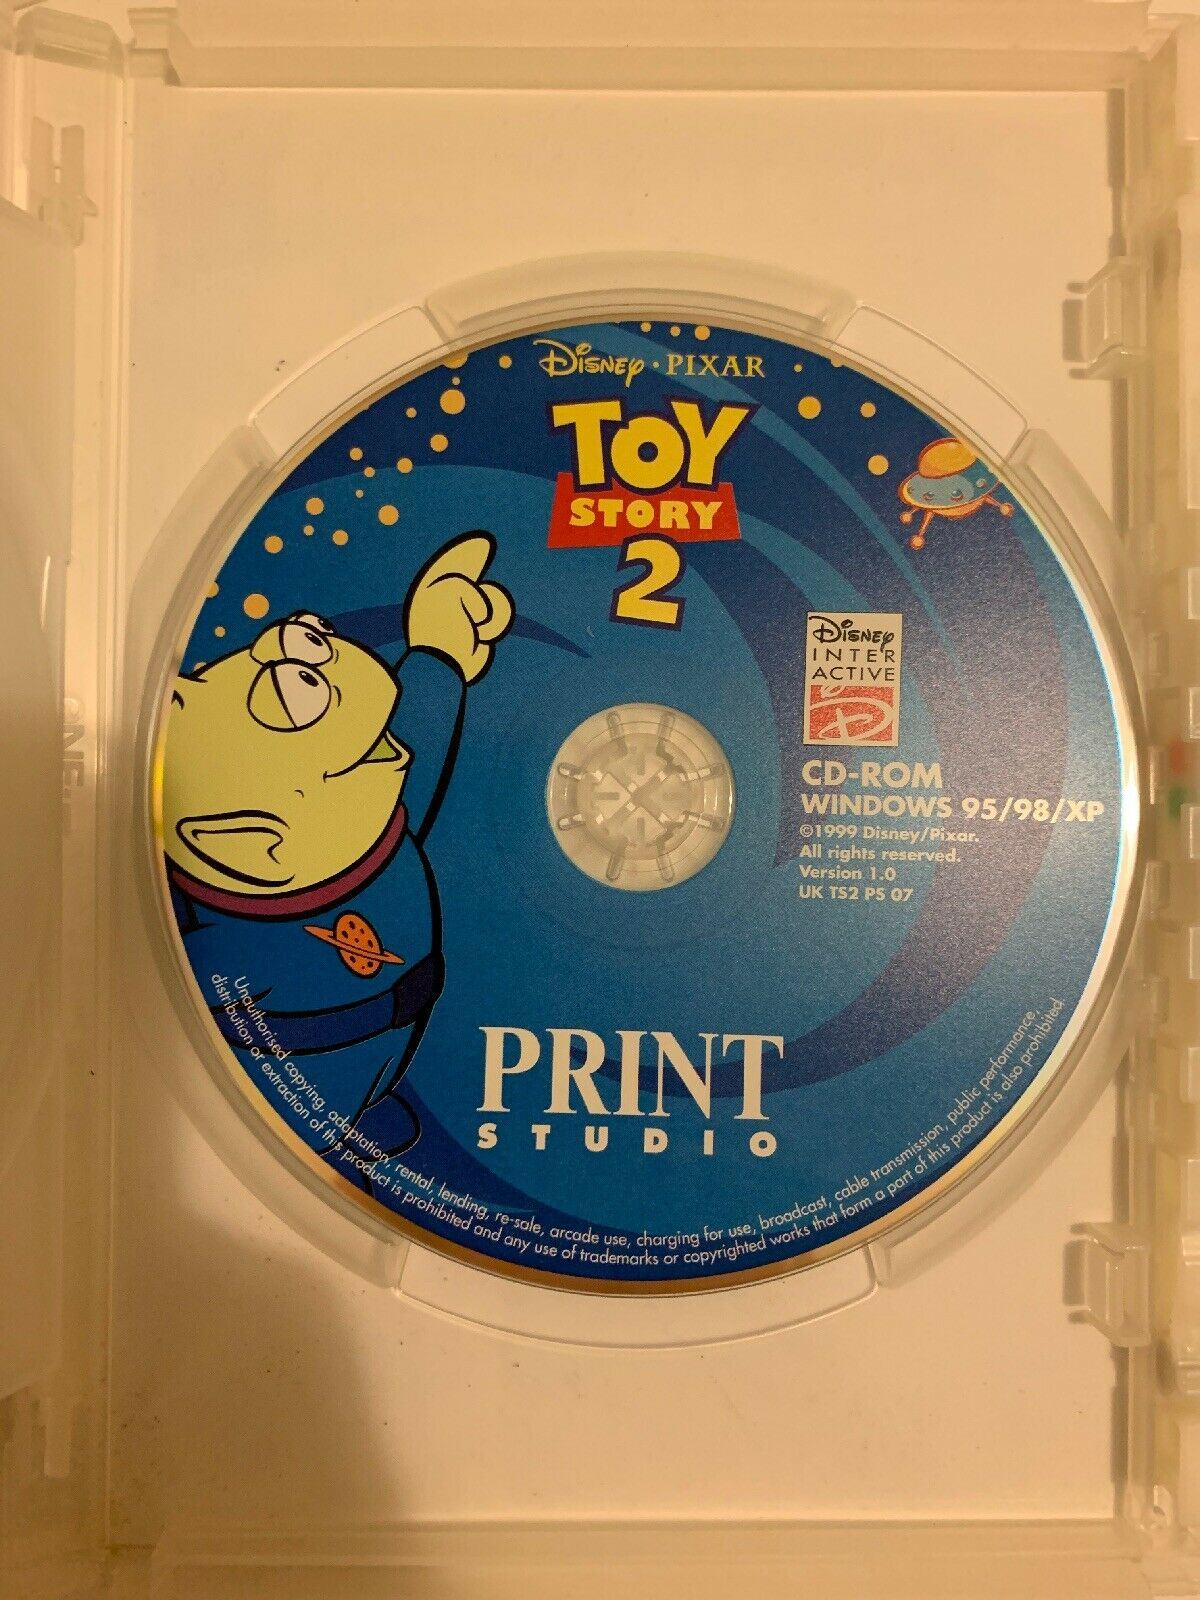 Disney · PIXAR
TOY
STORY
2
Disney
INTER
ACTIVE
D
CD-ROM
WINDOWS 95/98/XP
©1999 Disney/Pixar.
All rights reserved.
Version 1.0
UK TS2 PS 07
PRINT
STUDIO
Unauthorised copying, adaptation, rental, lending, re-sale, arcade use, charging for use, broadcast, cable transmission, public performance,
distribution or extraction of this product is prohibited and any use of trademarks or copyrighted works that form a part of this product is also prohibited